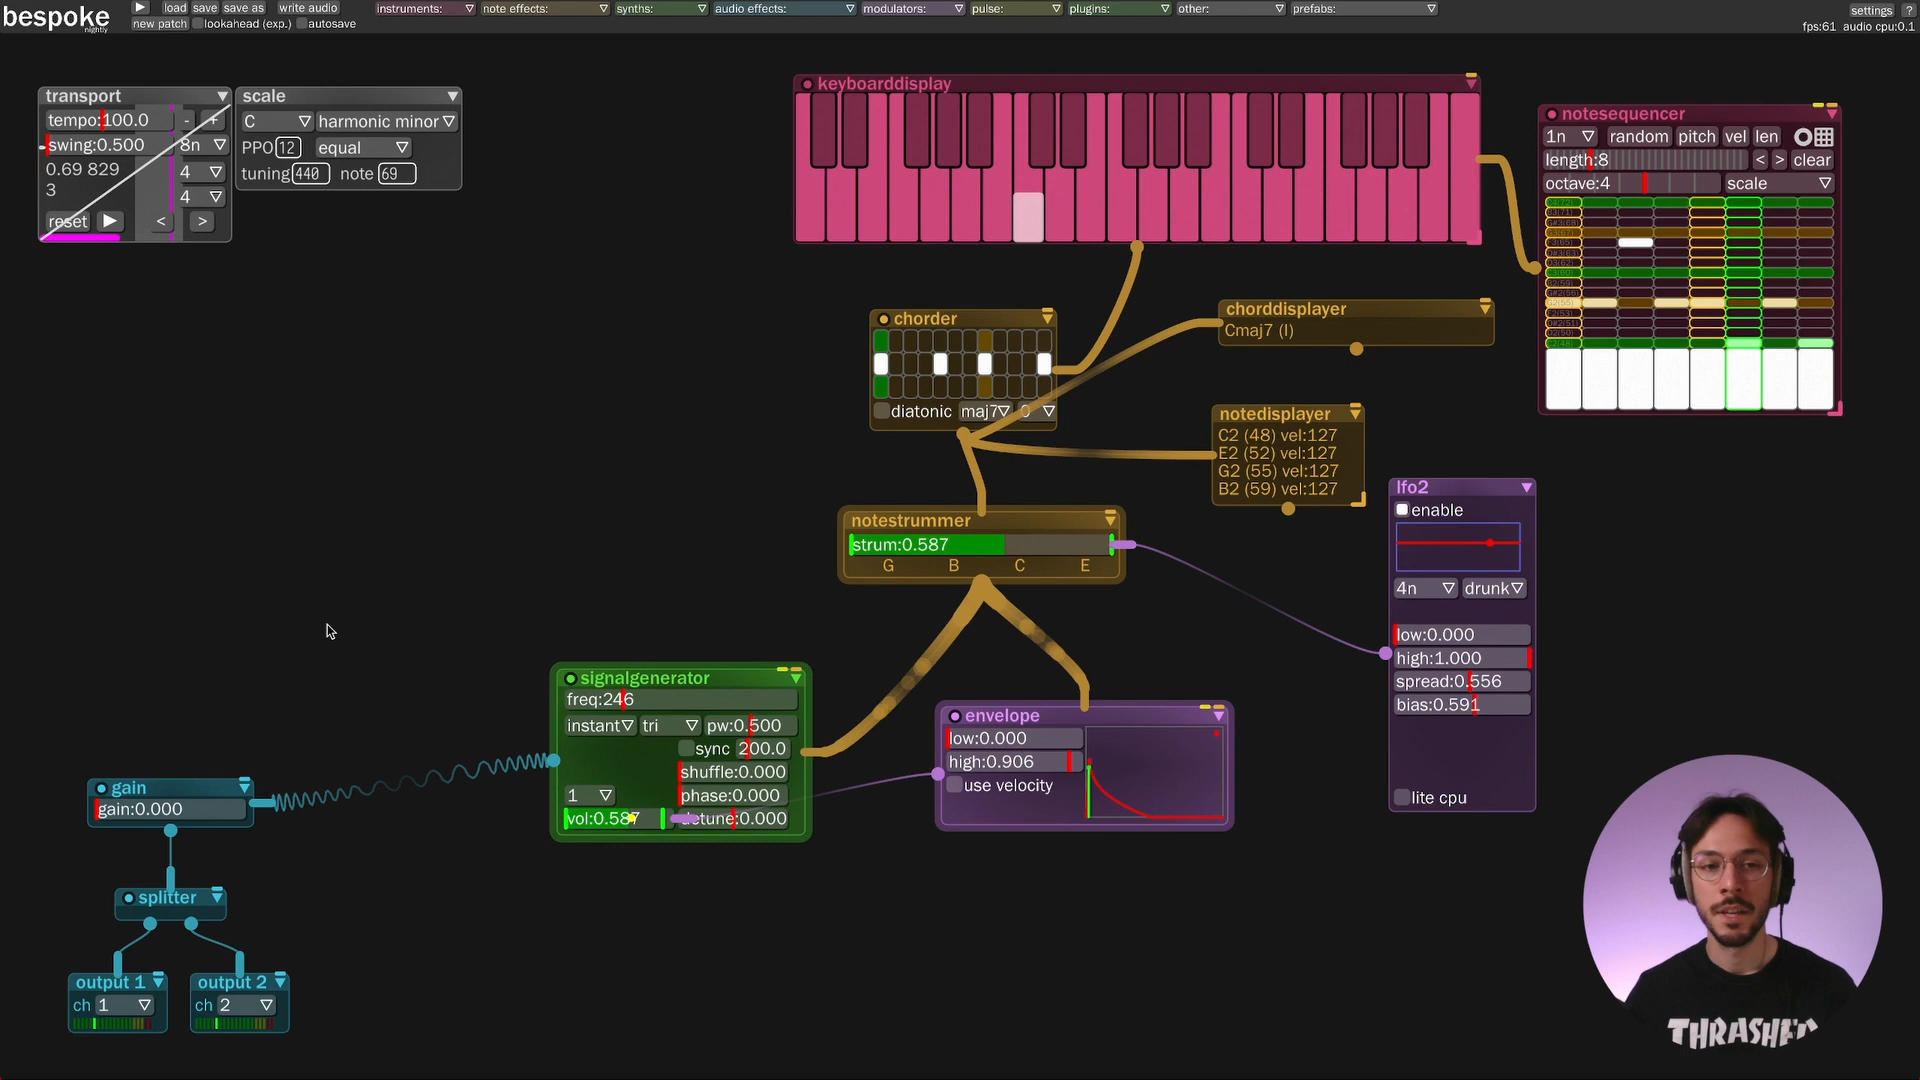 bespoke
nightly
load save save as write audio
new patch lookahead (exp.) autosave
instruments: note effects: synths: audio effects: modulators: pulse: plugins: other: prefabs:
settings ?
fps:61 audio cpu:0.1
transport
tempo:100.0 - +
swing:0.500 8n
0.69 829 4
3 4
reset < >
scale
C harmonic minor
PPO 12 equal
tuning 440 note 69
keyboarddisplay
notesequencer
1n random pitch vel len
length:8 < > clear
octave:4 scale
chorder
diatonic maj7 0
chorddisplayer
Cmaj7 (I)
notedisplayer
C2 (48) vel:127
E2 (52) vel:127
G2 (55) vel:127
B2 (59) vel:127
lfo2
enable
4n drunk
low:0.000
high:1.000
spread:0.556
bias:0.591
lite cpu
notestrummer
strum:0.587
G B C E
signalgenerator
freq:246
instant tri pw:0.500
sync 200.0
shuffle:0.000
1 phase:0.000
vol:0.587 detune:0.000
envelope
low:0.000
high:0.906
use velocity
gain
gain:0.000
splitter
output 1
ch 1
output 2
ch 2
THRASHER